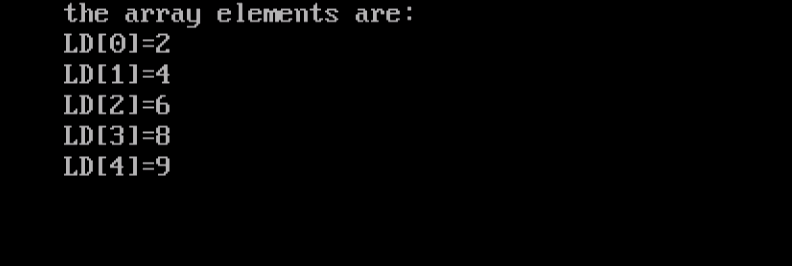 the array elements are:
LD[0]=2
LD[1]=4
LD[2]=6
LD[3]=8
LD[4]=9